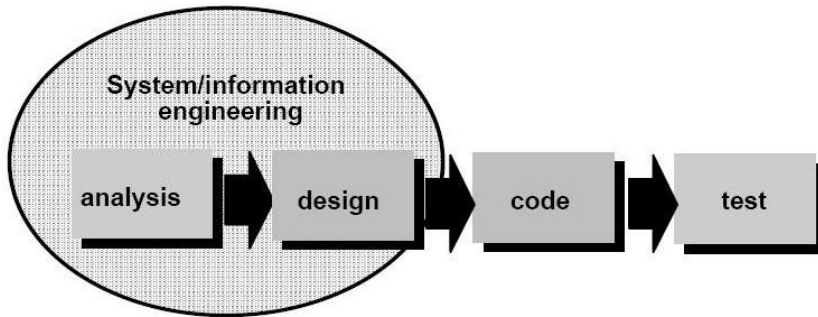 System/information
engineering
analysis
design
code
test